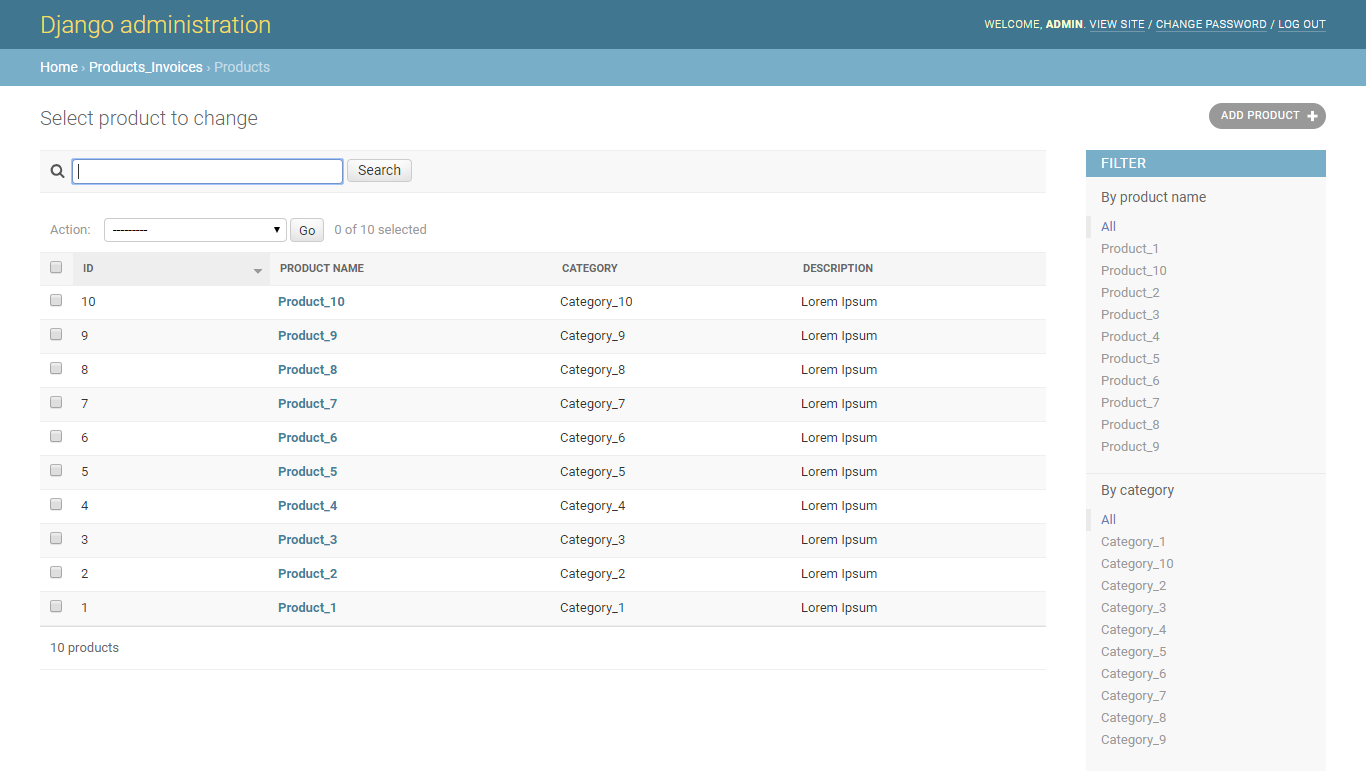 Django administration
WELCOME, ADMIN. VIEW SITE / CHANGE PASSWORD / LOG OUT
Home › Products_Invoices › Products
Select product to change
ADD PRODUCT +
Search
Action: --------- Go 0 of 10 selected
ID PRODUCT NAME CATEGORY DESCRIPTION
10 Product_10 Category_10 Lorem Ipsum
9 Product_9 Category_9 Lorem Ipsum
8 Product_8 Category_8 Lorem Ipsum
7 Product_7 Category_7 Lorem Ipsum
6 Product_6 Category_6 Lorem Ipsum
5 Product_5 Category_5 Lorem Ipsum
4 Product_4 Category_4 Lorem Ipsum
3 Product_3 Category_3 Lorem Ipsum
2 Product_2 Category_2 Lorem Ipsum
1 Product_1 Category_1 Lorem Ipsum
10 products
FILTER
By product name
All
Product_1
Product_10
Product_2
Product_3
Product_4
Product_5
Product_6
Product_7
Product_8
Product_9
By category
All
Category_1
Category_10
Category_2
Category_3
Category_4
Category_5
Category_6
Category_7
Category_8
Category_9